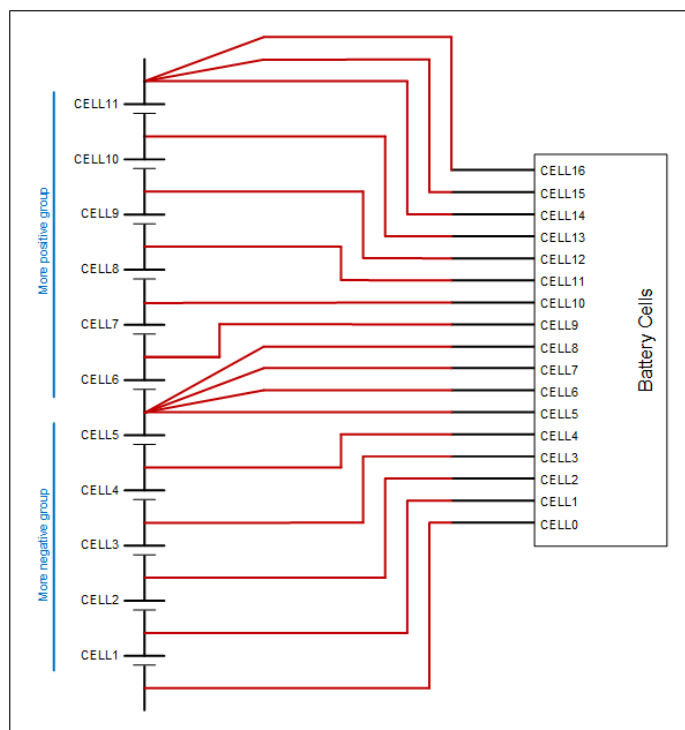 CELL11
CELL10
CELL9
CELL8
CELL7
CELL6
CELL5
CELL4
CELL3
CELL2
CELL1
More positive group
More negative group
CELL16
CELL15
CELL14
CELL13
CELL12
CELL11
CELL10
CELL9
CELL8
CELL7
CELL6
CELL5
CELL4
CELL3
CELL2
CELL1
CELL0
Battery Cells